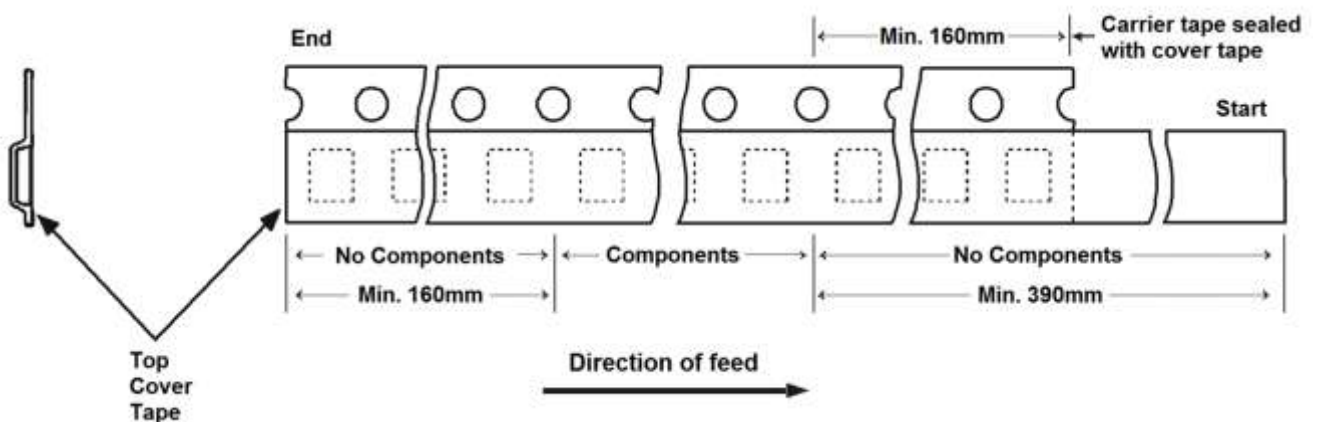 End
Min. 160mm
Carrier tape sealed
with cover tape
Start
No Components
Components
No Components
Min. 160mm
Min. 390mm
Top
Cover
Tape
Direction of feed